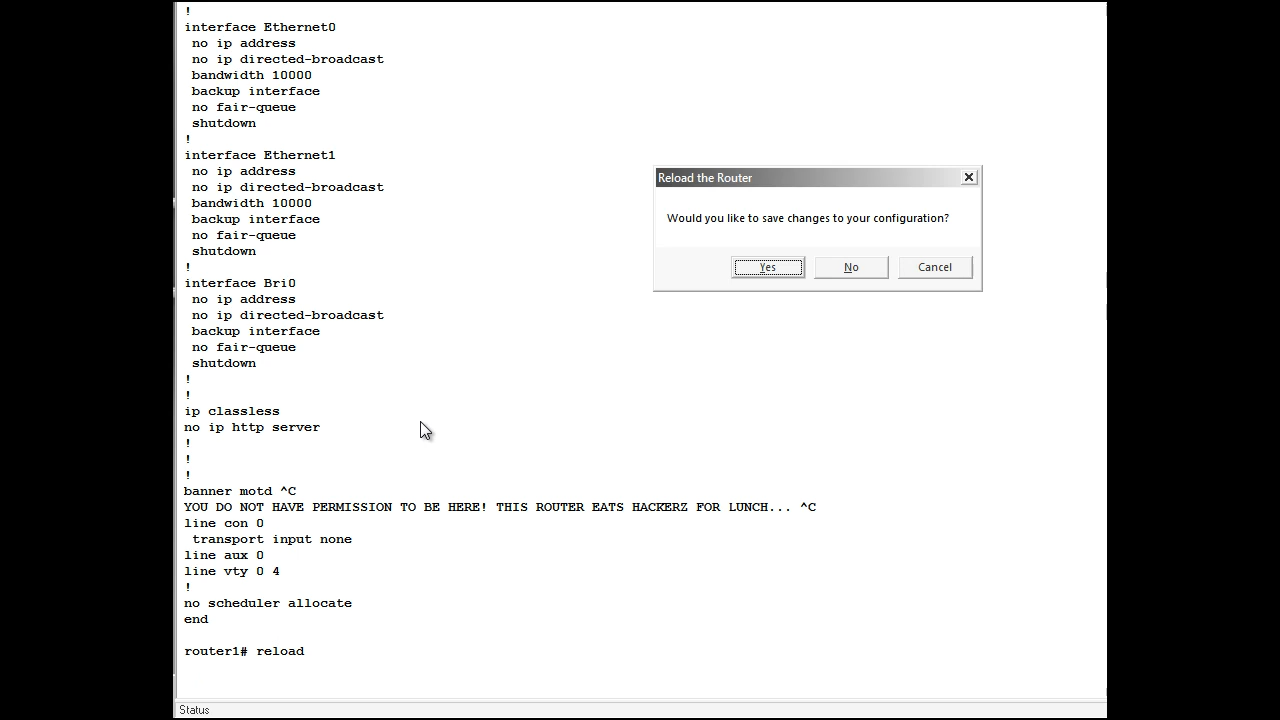 !
interface Ethernet0
no ip address
no ip directed-broadcast
bandwidth 10000
backup interface
no fair-queue
shutdown
!
interface Ethernet1
no ip address
no ip directed-broadcast
bandwidth 10000
backup interface
no fair-queue
shutdown
!
interface Bri0
no ip address
no ip directed-broadcast
backup interface
no fair-queue
shutdown
!
!
ip classless
no ip http server
!
!
!
banner motd ^C
YOU DO NOT HAVE PERMISSION TO BE HERE! THIS ROUTER EATS HACKERZ FOR LUNCH... ^C
line con 0
transport input none
line aux 0
line vty 0 4
!
no scheduler allocate
end
router1# reload
Reload the Router
Would you like to save changes to your configuration?
Yes No Cancel
Status